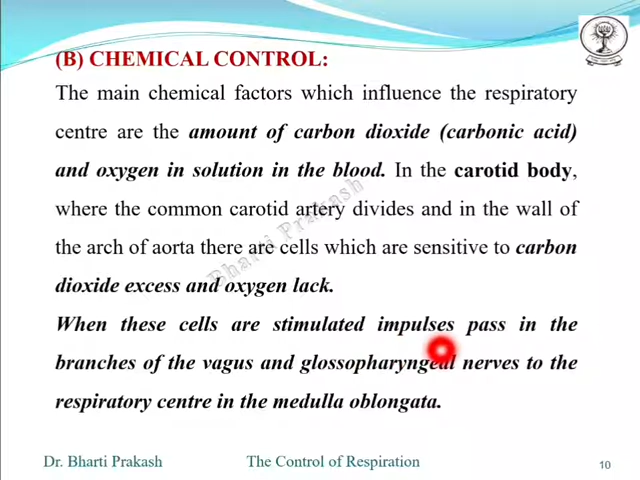 (B) CHEMICAL CONTROL:
The main chemical factors which influence the respiratory
centre are the amount of carbon dioxide (carbonic acid)
and oxygen in solution in the blood. In the carotid body,
where the common carotid artery divides and in the wall of
the arch of aorta there are cells which are sensitive to carbon
dioxide excess and oxygen lack.
When these cells are stimulated impulses pass in the
branches of the vagus and glossopharyngeal nerves to the
respiratory centre in the medulla oblongata.
Bharti Prakash
Dr. Bharti Prakash
The Control of Respiration
10